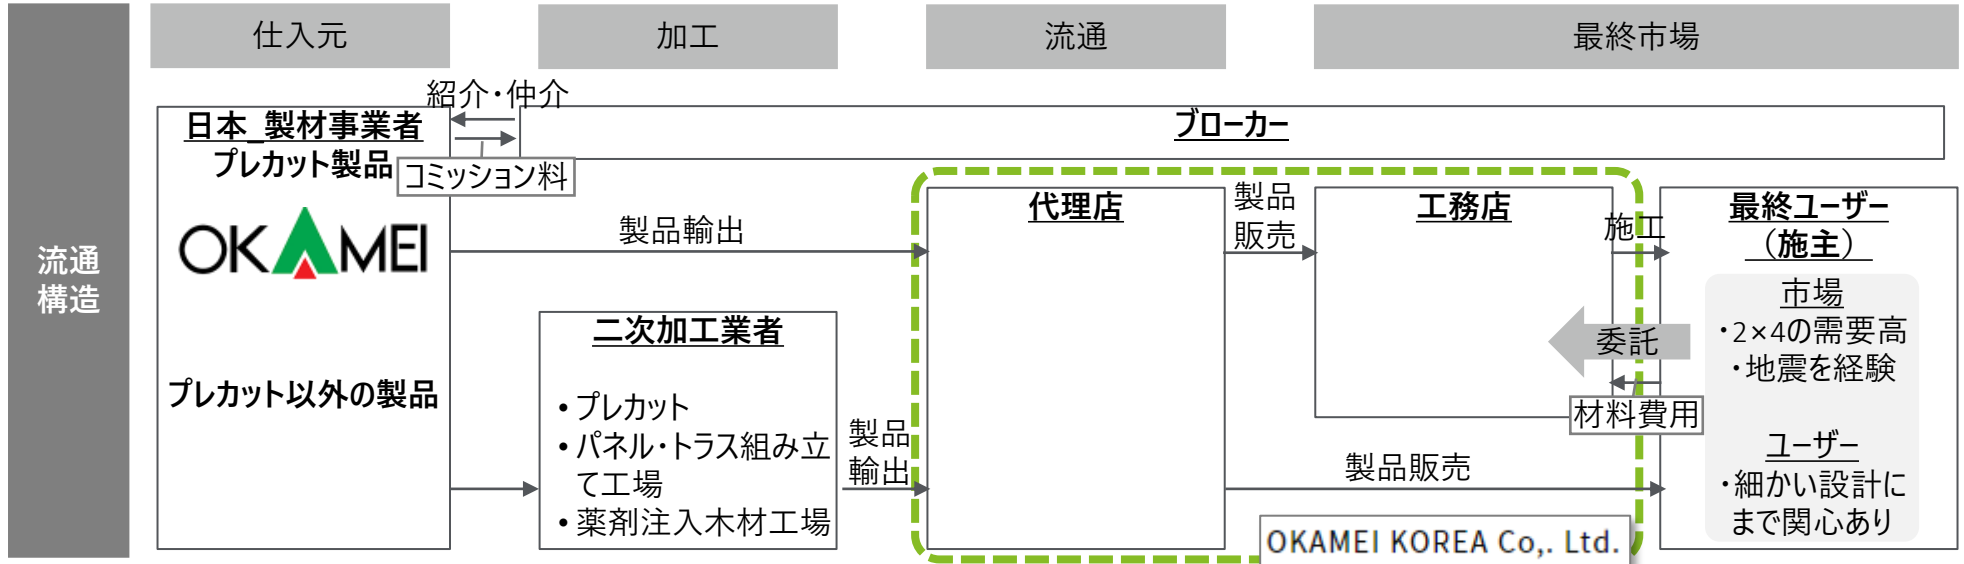 仕入元
加工
流通
最終市場
流通
構造
紹介・仲介
コミッション料
日本_製材事業者
プレカット製品
OKAMEI
プレカット以外の製品
ブローカー
製品輸出
二次加工業者
• プレカット
• パネル・トラス組み立
て工場
• 薬剤注入木材工場
製品
輸出
代理店
製品
販売
工務店
施工
委託
材料費用
製品販売
OKAMEI KOREA Co,. Ltd.
最終ユーザー
（施主）
市場
・2×4の需要高
・地震を経験
ユーザー
・細かい設計に
まで関心あり